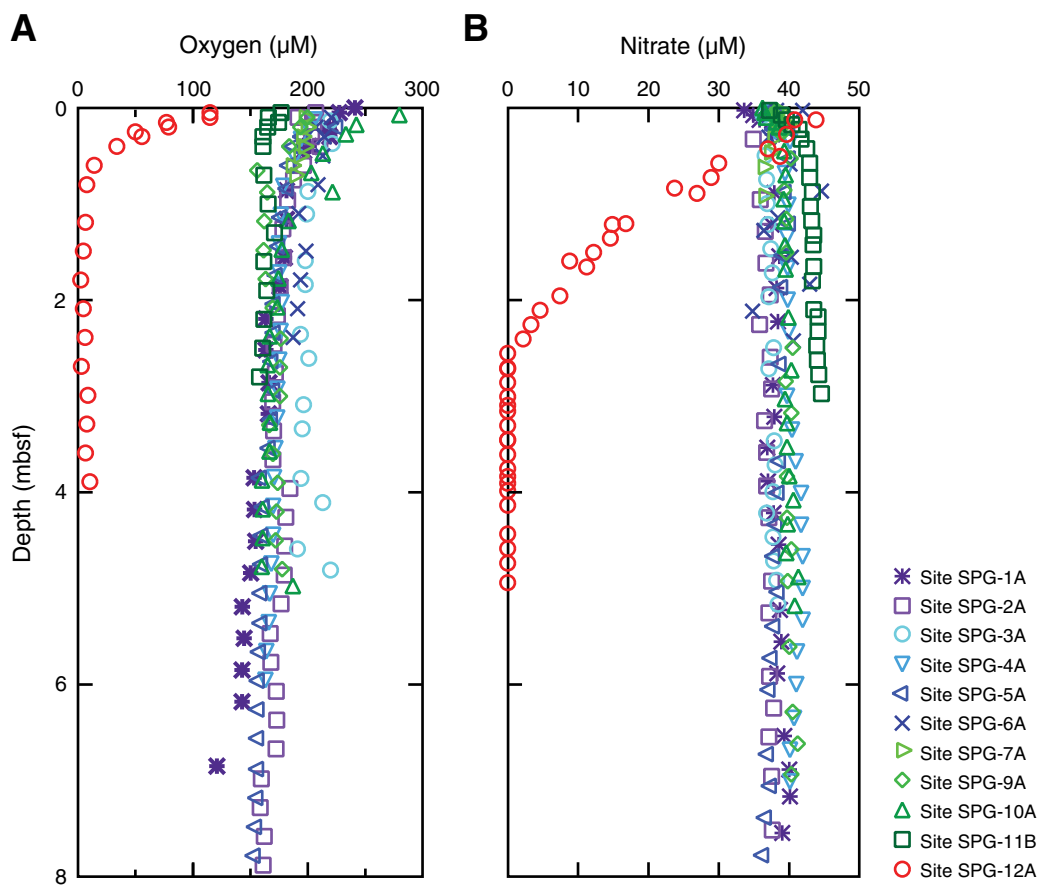 A
B
Oxygen (µM)
Nitrate (µM)
0 100 200 300
0 10 20 30 40 50
0
2
4
6
8
Depth (mbsf)
Site SPG-1A
Site SPG-2A
Site SPG-3A
Site SPG-4A
Site SPG-5A
Site SPG-6A
Site SPG-7A
Site SPG-9A
Site SPG-10A
Site SPG-11B
Site SPG-12A